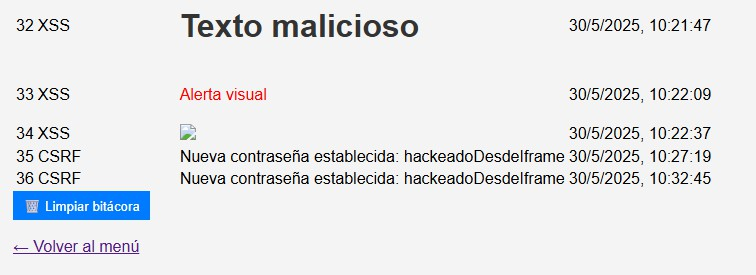 32 XSS Texto malicioso 30/5/2025, 10:21:47
33 XSS Alerta visual 30/5/2025, 10:22:09
34 XSS 30/5/2025, 10:22:37
35 CSRF Nueva contraseña establecida: hackeadoDesdeIframe 30/5/2025, 10:27:19
36 CSRF Nueva contraseña establecida: hackeadoDesdeIframe 30/5/2025, 10:32:45
🗑️ Limpiar bitácora
← Volver al menú